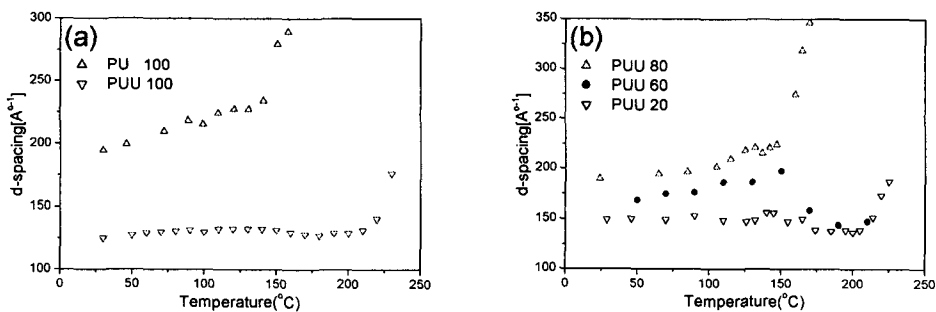 (a)
△ PU 100
▽ PUU 100
300
250
200
150
100
d-spacing[A°⁻¹]
0 50 100 150 200 250
Temperature(°C)
(b)
△ PUU 80
● PUU 60
▽ PUU 20
350
300
250
200
150
100
d-spacing[A°⁻¹]
0 50 100 150 200 250
Temperature(°C)